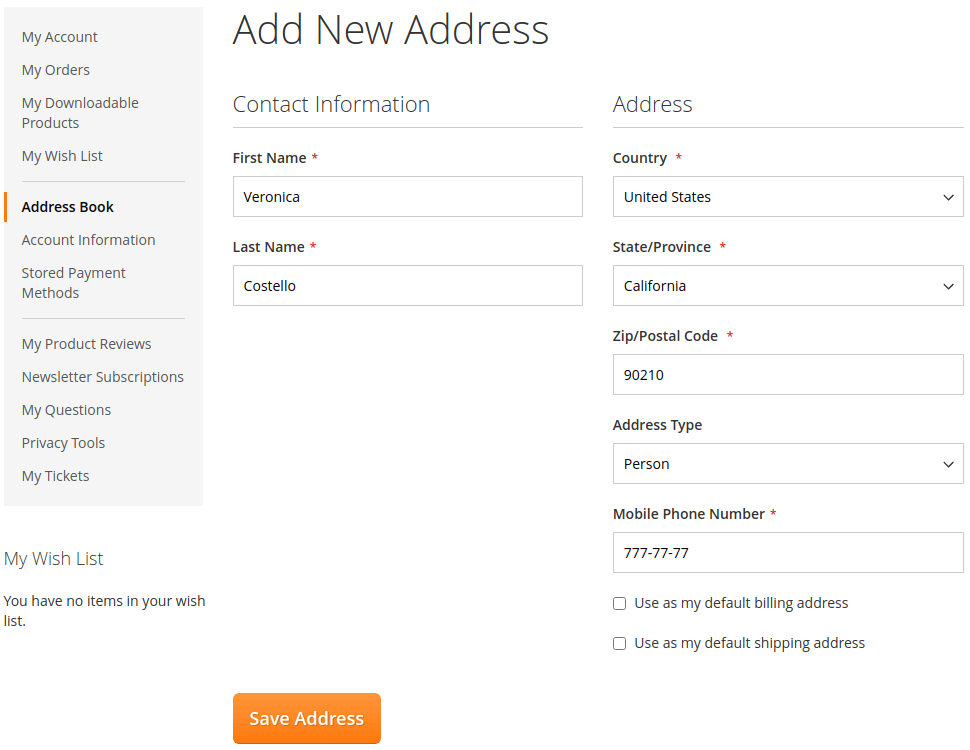 My Account
My Orders
My Downloadable
Products
My Wish List
Address Book
Account Information
Stored Payment
Methods
My Product Reviews
Newsletter Subscriptions
My Questions
Privacy Tools
My Tickets
My Wish List
You have no items in your wish
list.
Add New Address
Contact Information
First Name *
Veronica
Last Name *
Costello
Address
Country *
United States
State/Province *
California
Zip/Postal Code *
90210
Address Type
Person
Mobile Phone Number *
777-77-77
Use as my default billing address
Use as my default shipping address
Save Address